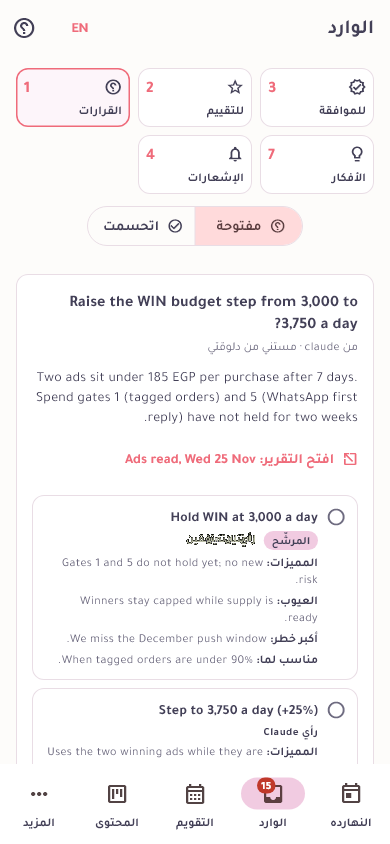 الوارد
EN
للموافقة 3
للتقييم 2
القرارات 1
الأفكار 7
الإشعارات 4
مفتوحة
اتحسمت
Raise the WIN budget step from 3,000 to
3,750 a day?
من claude · مستني من دلوقتي
Two ads sit under 185 EGP per purchase after 7 days.
Spend gates 1 (tagged orders) and 5 (WhatsApp first
reply) have not held for two weeks.
افتح التقرير: Ads read, Wed 25 Nov
Hold WIN at 3,000 a day
المرشّح
المميزات: Gates 1 and 5 do not hold yet; no new
risk.
العيوب: Winners stay capped while supply is
ready.
أكبر خطر: We miss the December push window.
مناسب لما: When tagged orders are under 90%.
Step to 3,750 a day (+25%)
رأي Claude
المميزات: Uses the two winning ads while they are
15
النهارده
الوارد
التقويم
المحتوى
المزيد